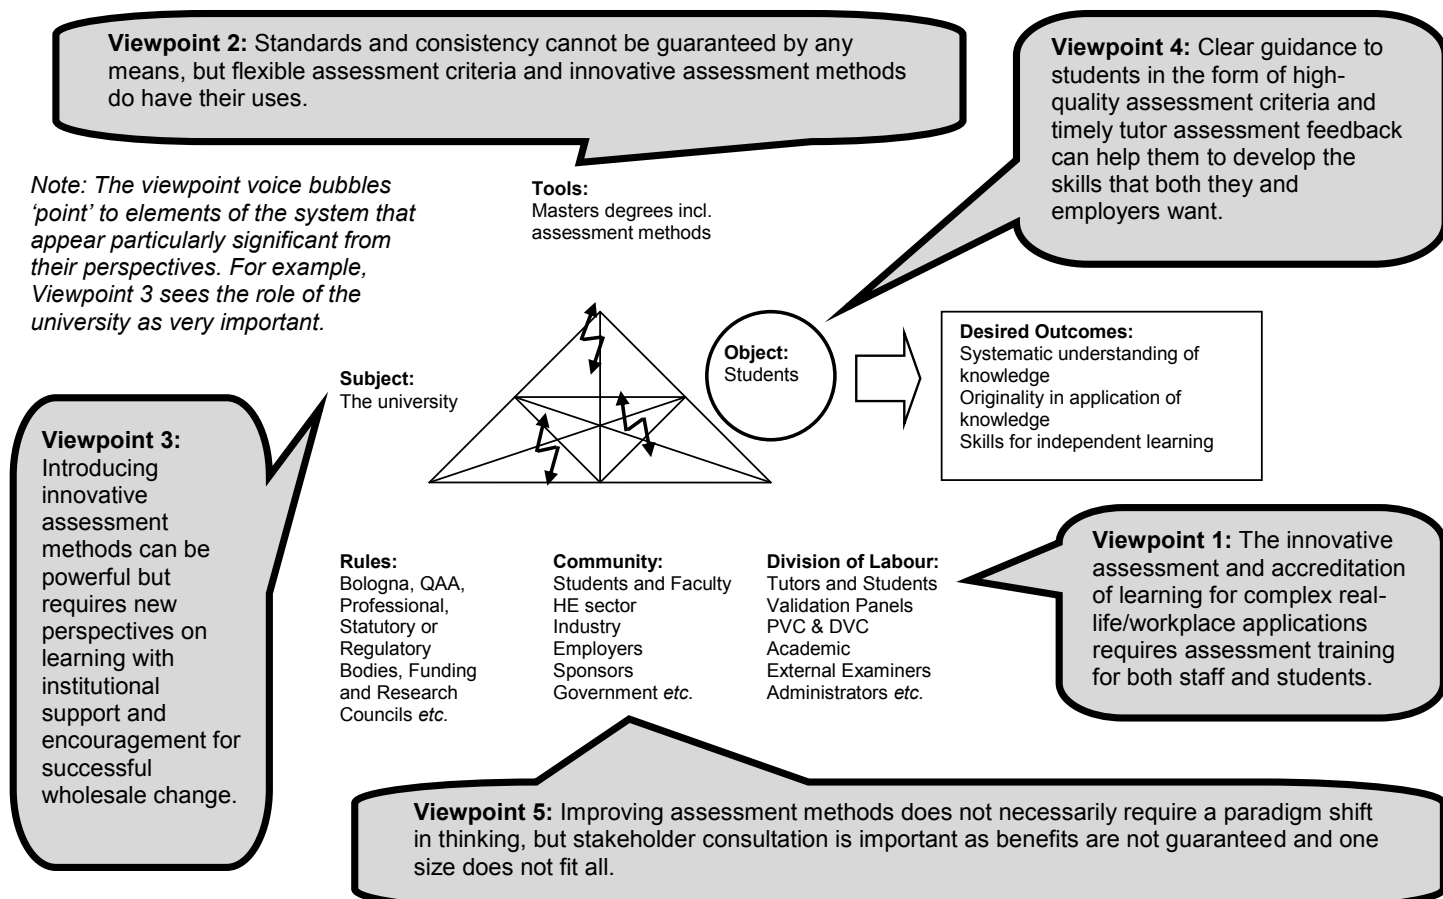 Viewpoint 2: Standards and consistency cannot be guaranteed by any
means, but flexible assessment criteria and innovative assessment methods
do have their uses.
Viewpoint 4: Clear guidance to
students in the form of high-
quality assessment criteria and
timely tutor assessment feedback
can help them to develop the
skills that both they and
employers want.
Note: The viewpoint voice bubbles
‘point’ to elements of the system that
appear particularly significant from
their perspectives. For example,
Viewpoint 3 sees the role of the
university as very important.
Tools:
Masters degrees incl.
assessment methods
Subject:
The university
Object:
Students
Desired Outcomes:
Systematic understanding of
knowledge
Originality in application of
knowledge
Skills for independent learning
Viewpoint 3:
Introducing
innovative
assessment
methods can be
powerful but
requires new
perspectives on
learning with
institutional
support and
encouragement for
successful
wholesale change.
Rules:
Bologna, QAA,
Professional,
Statutory or
Regulatory
Bodies, Funding
and Research
Councils etc.
Community:
Students and Faculty
HE sector
Industry
Employers
Sponsors
Government etc.
Division of Labour:
Tutors and Students
Validation Panels
PVC & DVC
Academic
External Examiners
Administrators etc.
Viewpoint 1: The innovative
assessment and accreditation
of learning for complex real-
life/workplace applications
requires assessment training
for both staff and students.
Viewpoint 5: Improving assessment methods does not necessarily require a paradigm shift
in thinking, but stakeholder consultation is important as benefits are not guaranteed and one
size does not fit all.